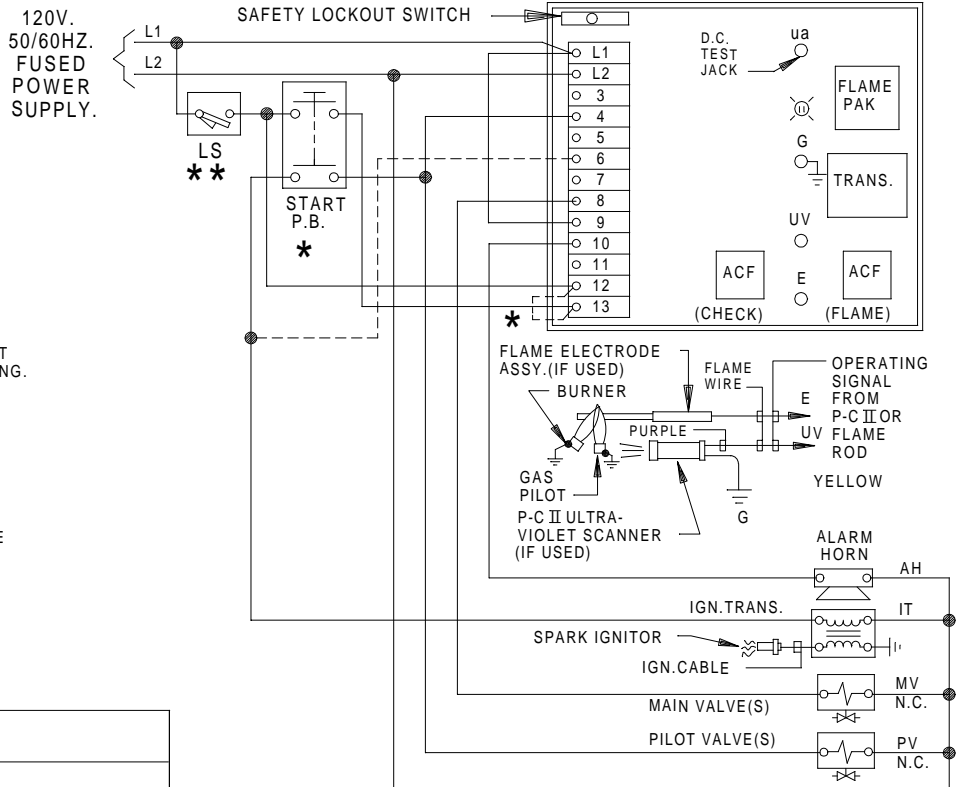 120V.
50/60HZ.
FUSED
POWER
SUPPLY.
L1
L2
SAFETY LOCKOUT SWITCH
LS
**
START
P.B.
*
L1
L2
3
4
5
6
7
8
9
10
11
12
13
*
D.C.
TEST
JACK
ua
FLAME
PAK
G
TRANS.
UV
E
ACF
(CHECK)
ACF
(FLAME)
T
NG.
E
FLAME ELECTRODE
ASSY.(IF USED)
BURNER
FLAME
WIRE
PURPLE
GAS
PILOT
P-C II ULTRA-
VIOLET SCANNER
(IF USED)
G
E
UV
OPERATING
SIGNAL
FROM
P-C II OR
FLAME
ROD
YELLOW
ALARM
HORN
AH
IGN.TRANS.
IT
SPARK IGNITOR
IGN.CABLE
MAIN VALVE(S)
MV
N.C.
PILOT VALVE(S)
PV
N.C.